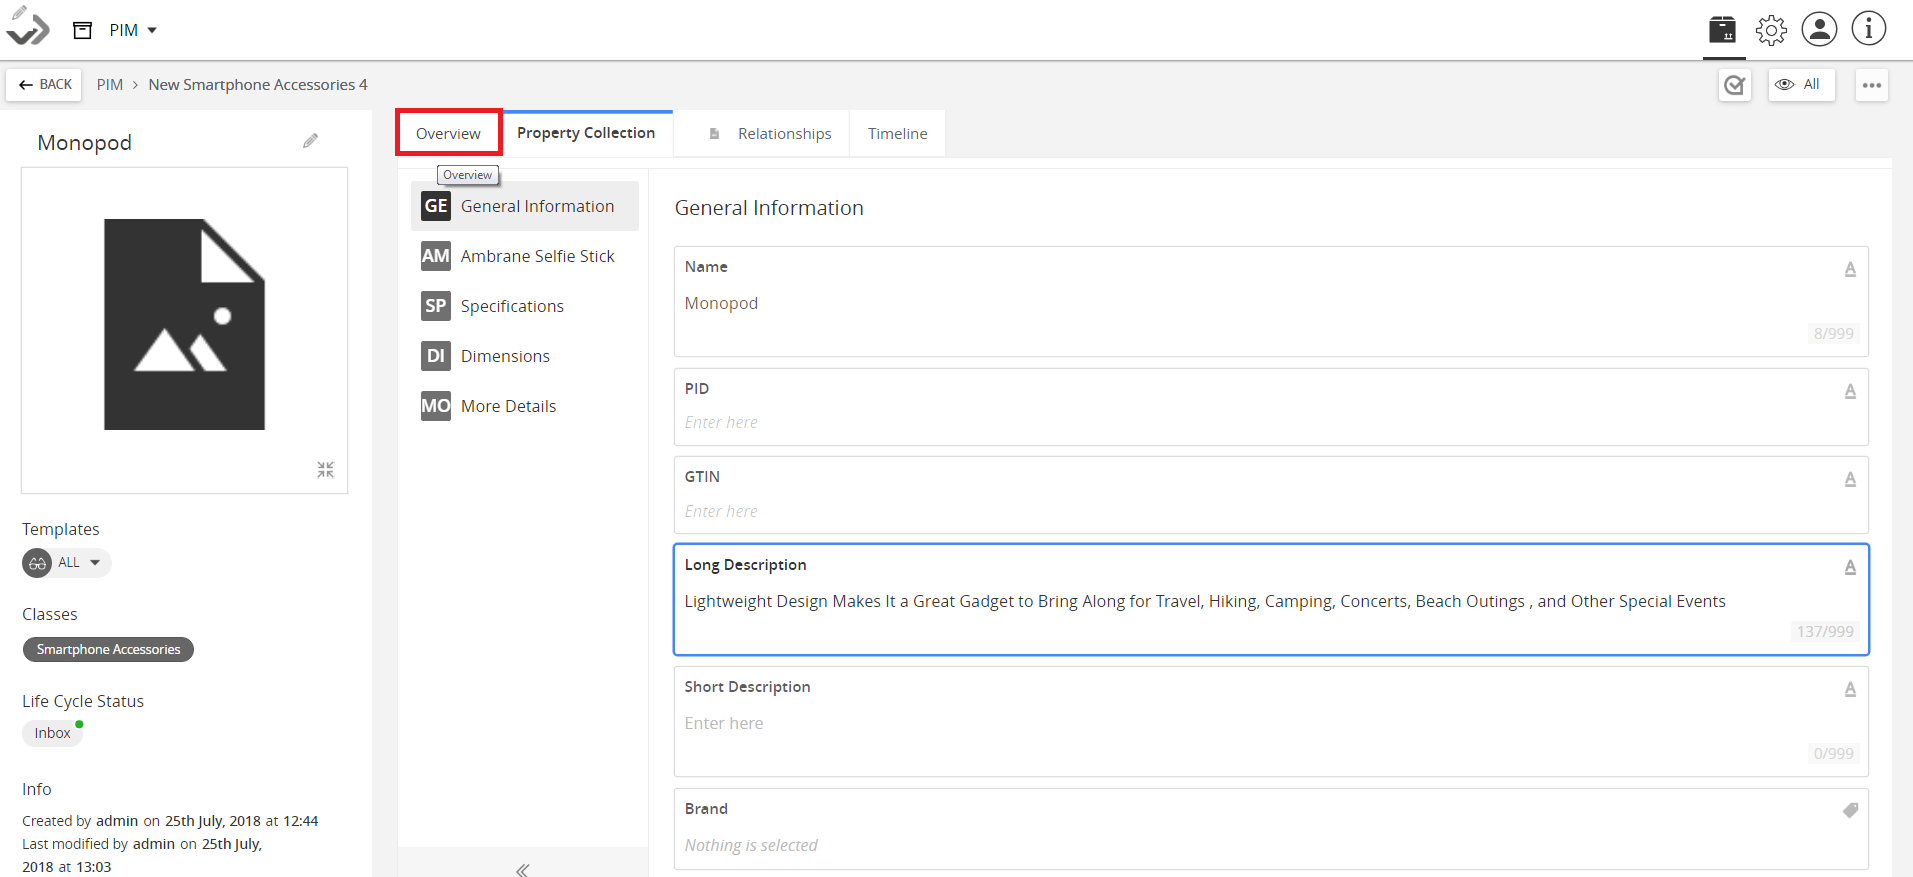 PIM
BACK
PIM > New Smartphone Accessories 4
All
Monopod
Templates
ALL
Classes
Smartphone Accessories
Life Cycle Status
Inbox
Info
Created by admin on 25th July, 2018 at 12:44
Last modified by admin on 25th July,
2018 at 13:03
Overview
Property Collection
Relationships
Timeline
Overview
GE General Information
AM Ambrane Selfie Stick
SP Specifications
DI Dimensions
MO More Details
General Information
Name
A
Monopod
8/999
PID
A
Enter here
GTIN
A
Enter here
Long Description
A
Lightweight Design Makes It a Great Gadget to Bring Along for Travel, Hiking, Camping, Concerts, Beach Outings , and Other Special Events
137/999
Short Description
A
Enter here
0/999
Brand
Nothing is selected